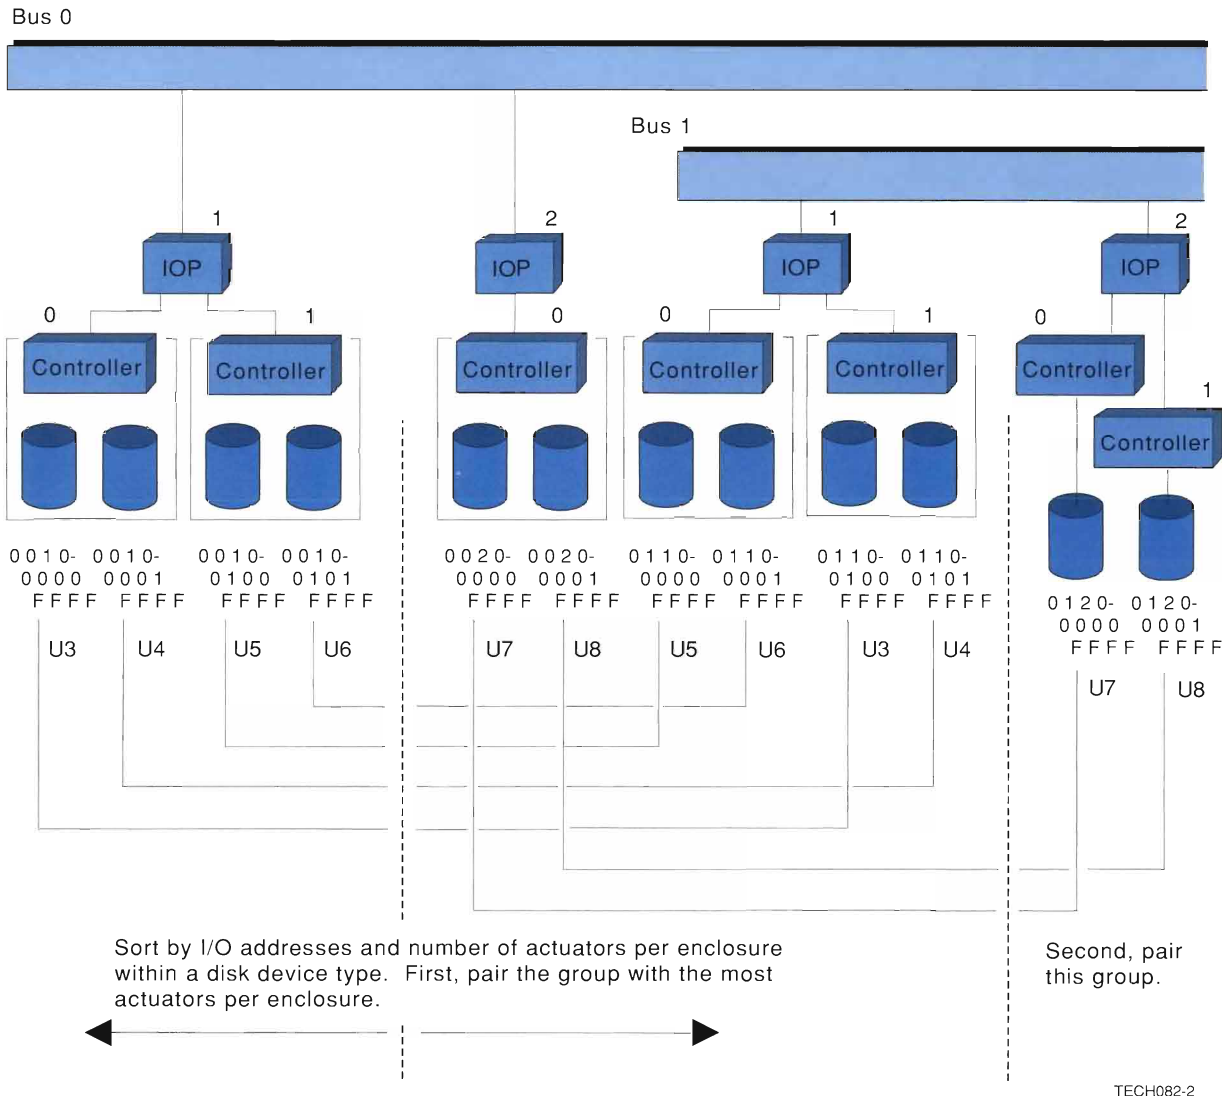 Bus 0
Bus 1
1
2
1
2
IOP
IOP
IOP
IOP
0
1
0
0
1
0
Controller
Controller
Controller
Controller
Controller
Controller
1
Controller
0010- 0010- 0010- 0010- 0020- 0020- 0110- 0110- 0110- 0110-
0000 0001 0100 0101 0000 0001 0000 0001 0100 0101
FFFF FFFF FFFF FFFF FFFF FFFF FFFF FFFF FFFF FFFF
0120- 0120-
0000 0001
FFFF FFFF
U3 U4 U5 U6 U7 U8 U5 U6 U3 U4
U7 U8
Sort by I/O addresses and number of actuators per enclosure
within a disk device type. First, pair the group with the most
actuators per enclosure.
Second, pair
this group.
TECH082-2